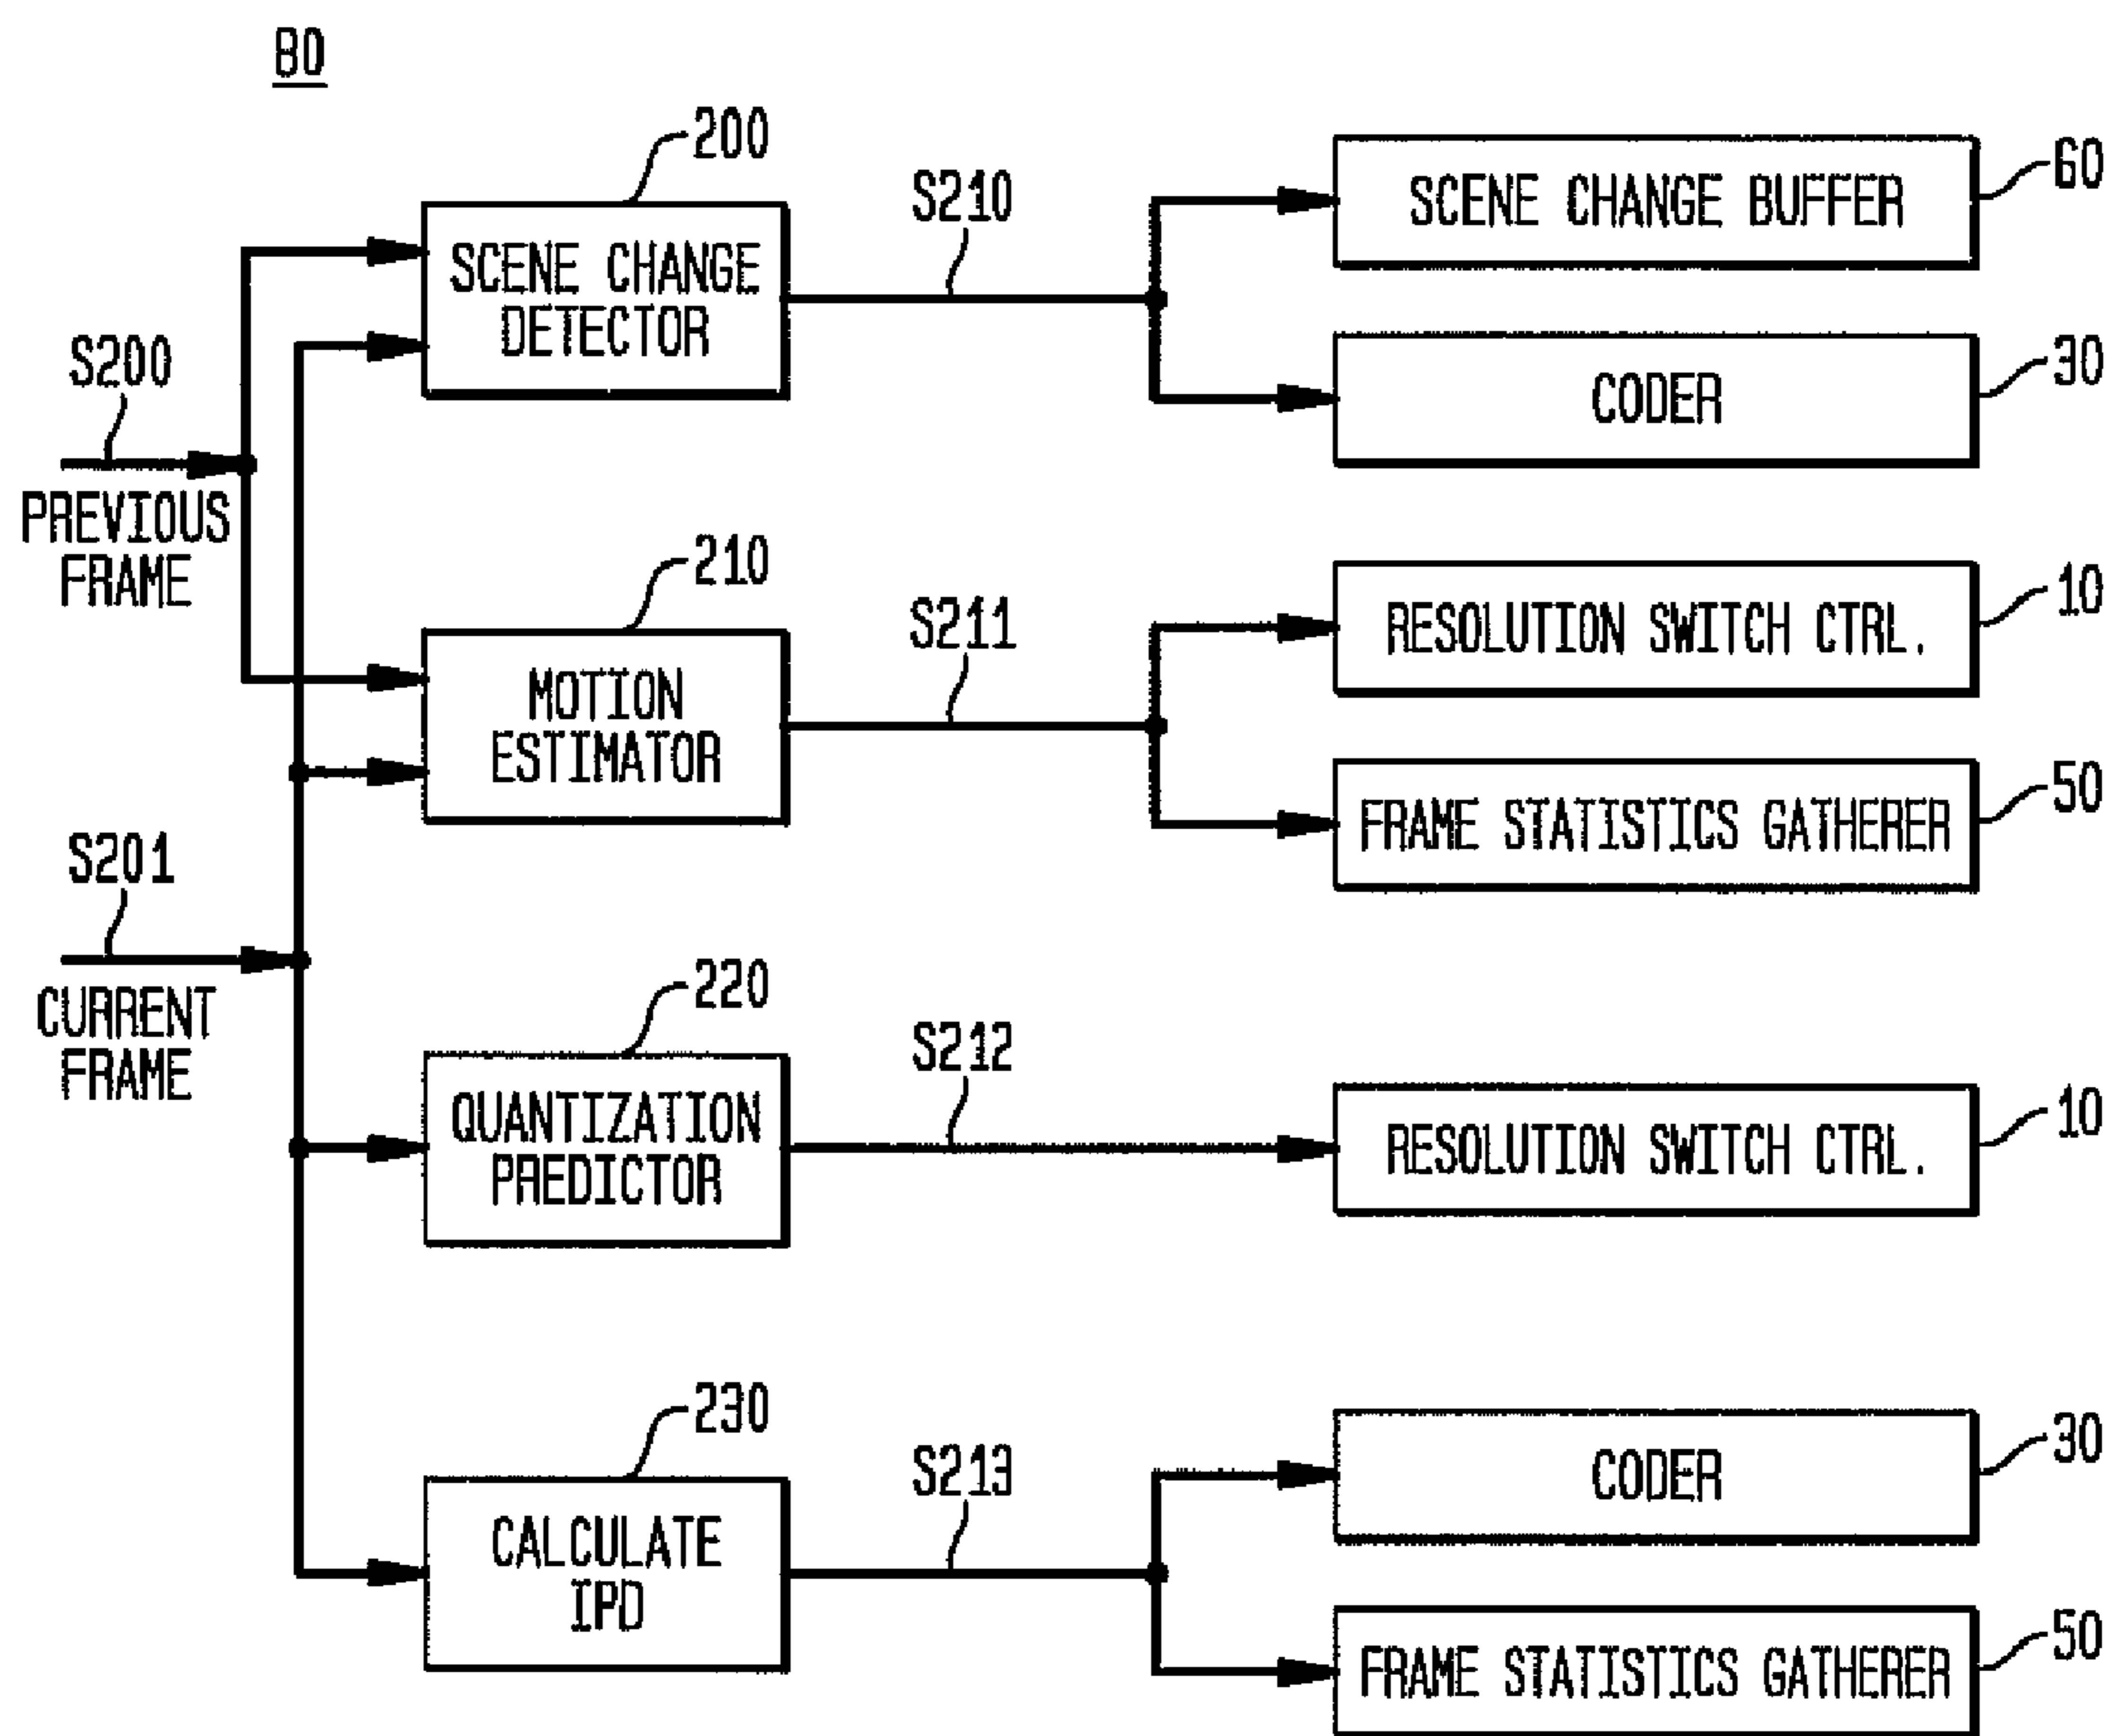 80
200
SCENE CHANGE
DETECTOR
S210
SCENE CHANGE BUFFER
60
CODER
30
S200
PREVIOUS
FRAME
210
MOTION
ESTIMATOR
S211
RESOLUTION SWITCH CTRL.
10
FRAME STATISTICS GATHERER
50
S201
CURRENT
FRAME
220
QUANTIZATION
PREDICTOR
S212
RESOLUTION SWITCH CTRL.
10
230
CALCULATE
IPD
S213
CODER
30
FRAME STATISTICS GATHERER
50